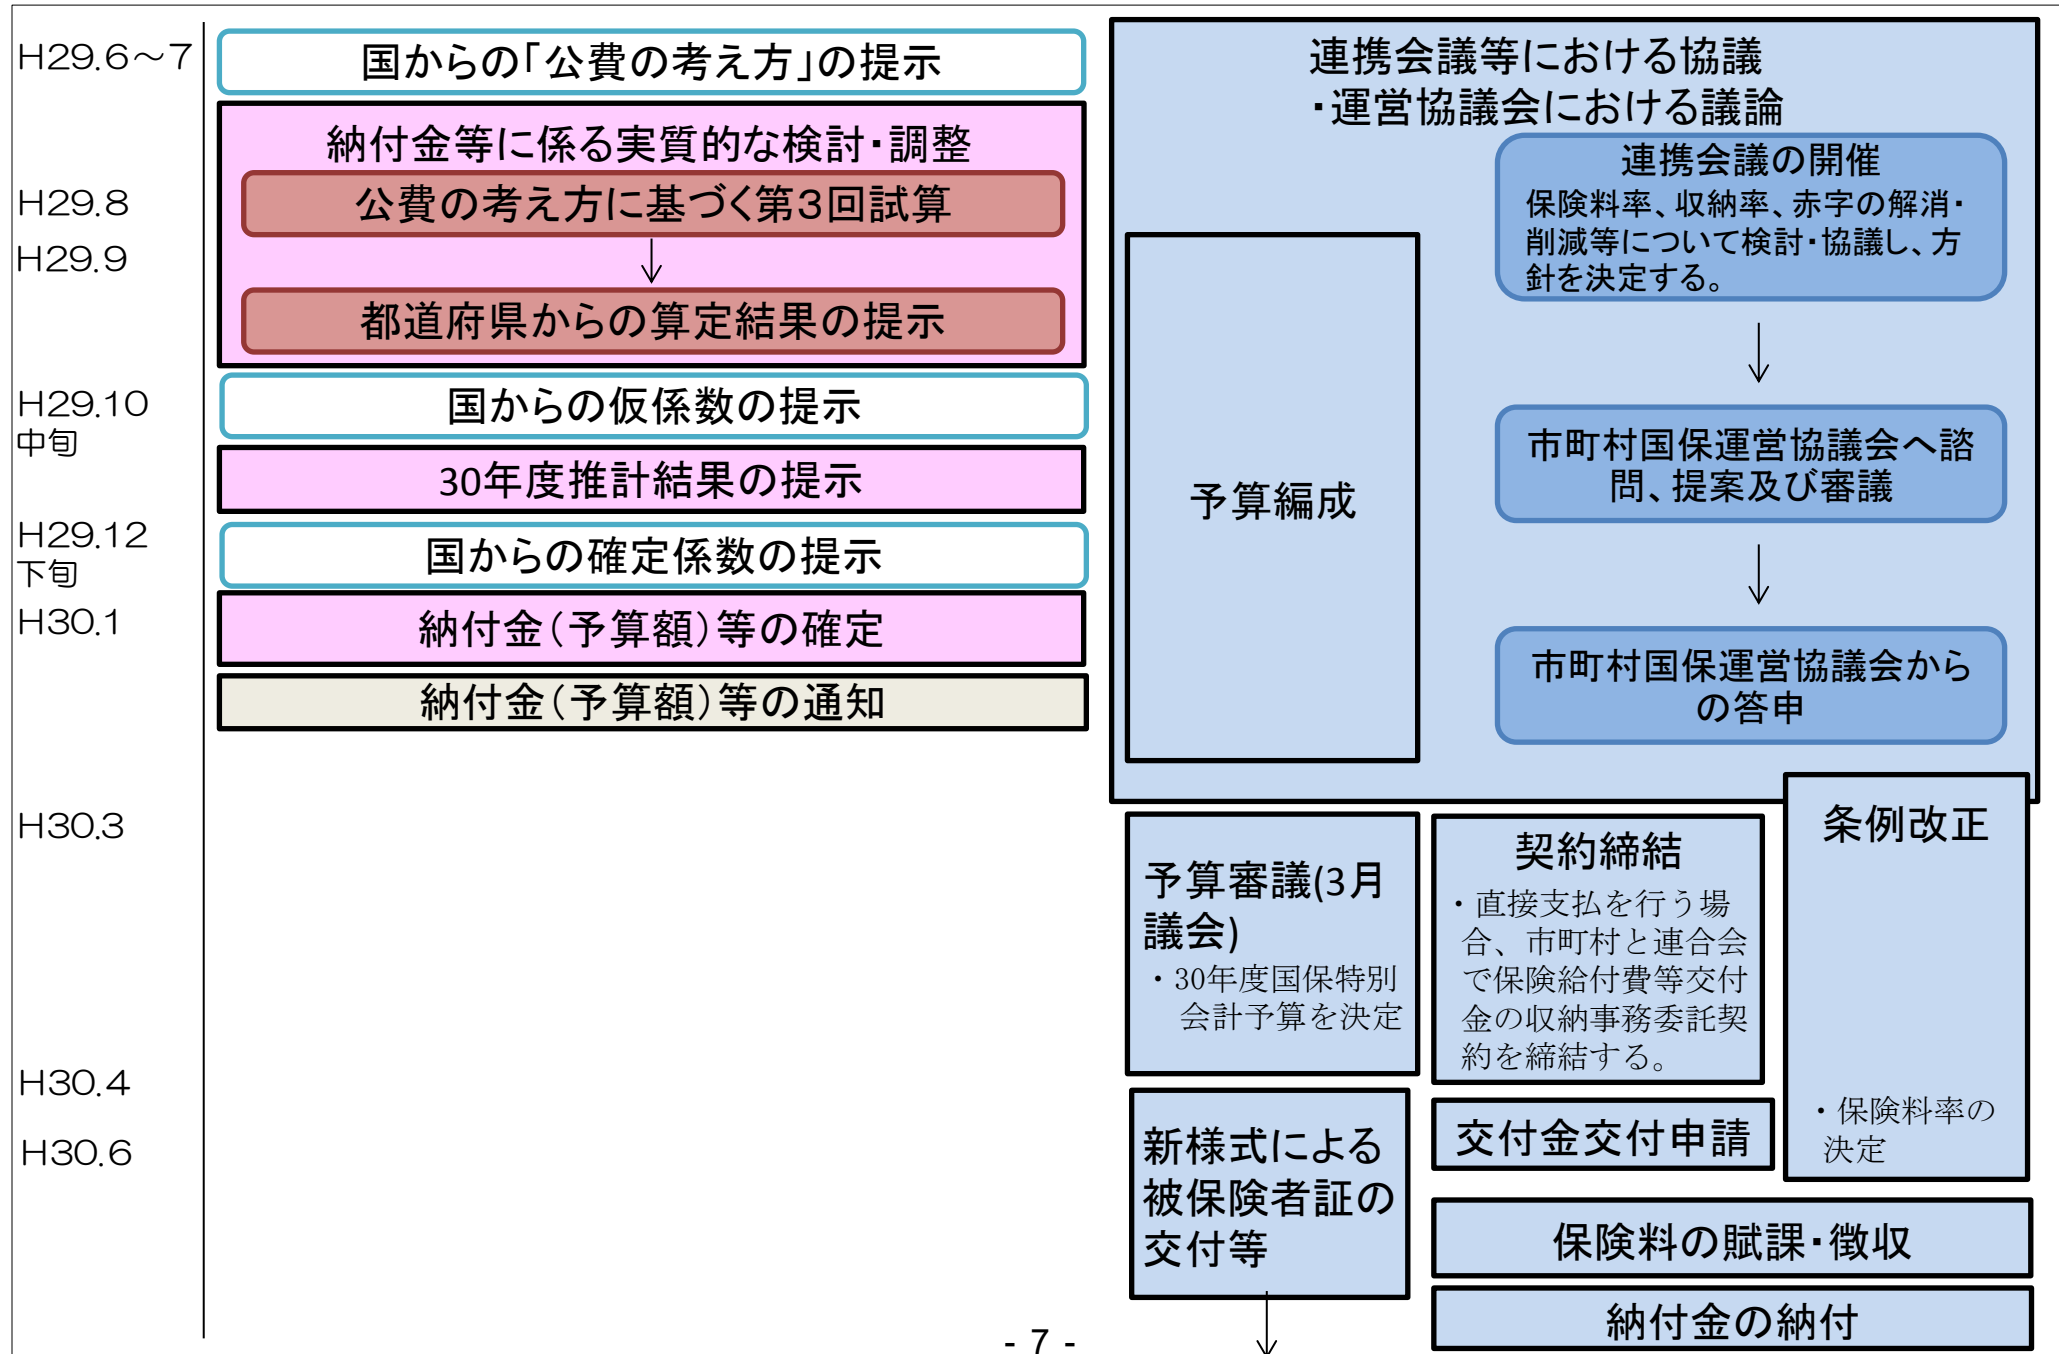 H29.6～7
国からの「公費の考え方」の提示
納付金等に係る実質的な検討・調整
H29.8
公費の考え方に基づく第３回試算
H29.9
都道府県からの算定結果の提示
H29.10
中旬
国からの仮係数の提示
30年度推計結果の提示
H29.12
下旬
国からの確定係数の提示
H30.1
納付金（予算額）等の確定
納付金（予算額）等の通知
連携会議等における協議
・運営協議会における議論
連携会議の開催
保険料率、収納率、赤字の解消・
削減等について検討・協議し、方
針を決定する。
予算編成
市町村国保運営協議会へ諮
問、提案及び審議
市町村国保運営協議会から
の答申
H30.3
予算審議(3月
議会)
・30年度国保特別
会計予算を決定
契約締結
・直接支払を行う場
合、市町村と連合会
で保険給付費等交付
金の収納事務委託契
約を締結する。
条例改正
・保険料率の
決定
H30.4
H30.6
新様式による
被保険者証の
交付等
交付金交付申請
保険料の賦課・徴収
納付金の納付
- 7 -